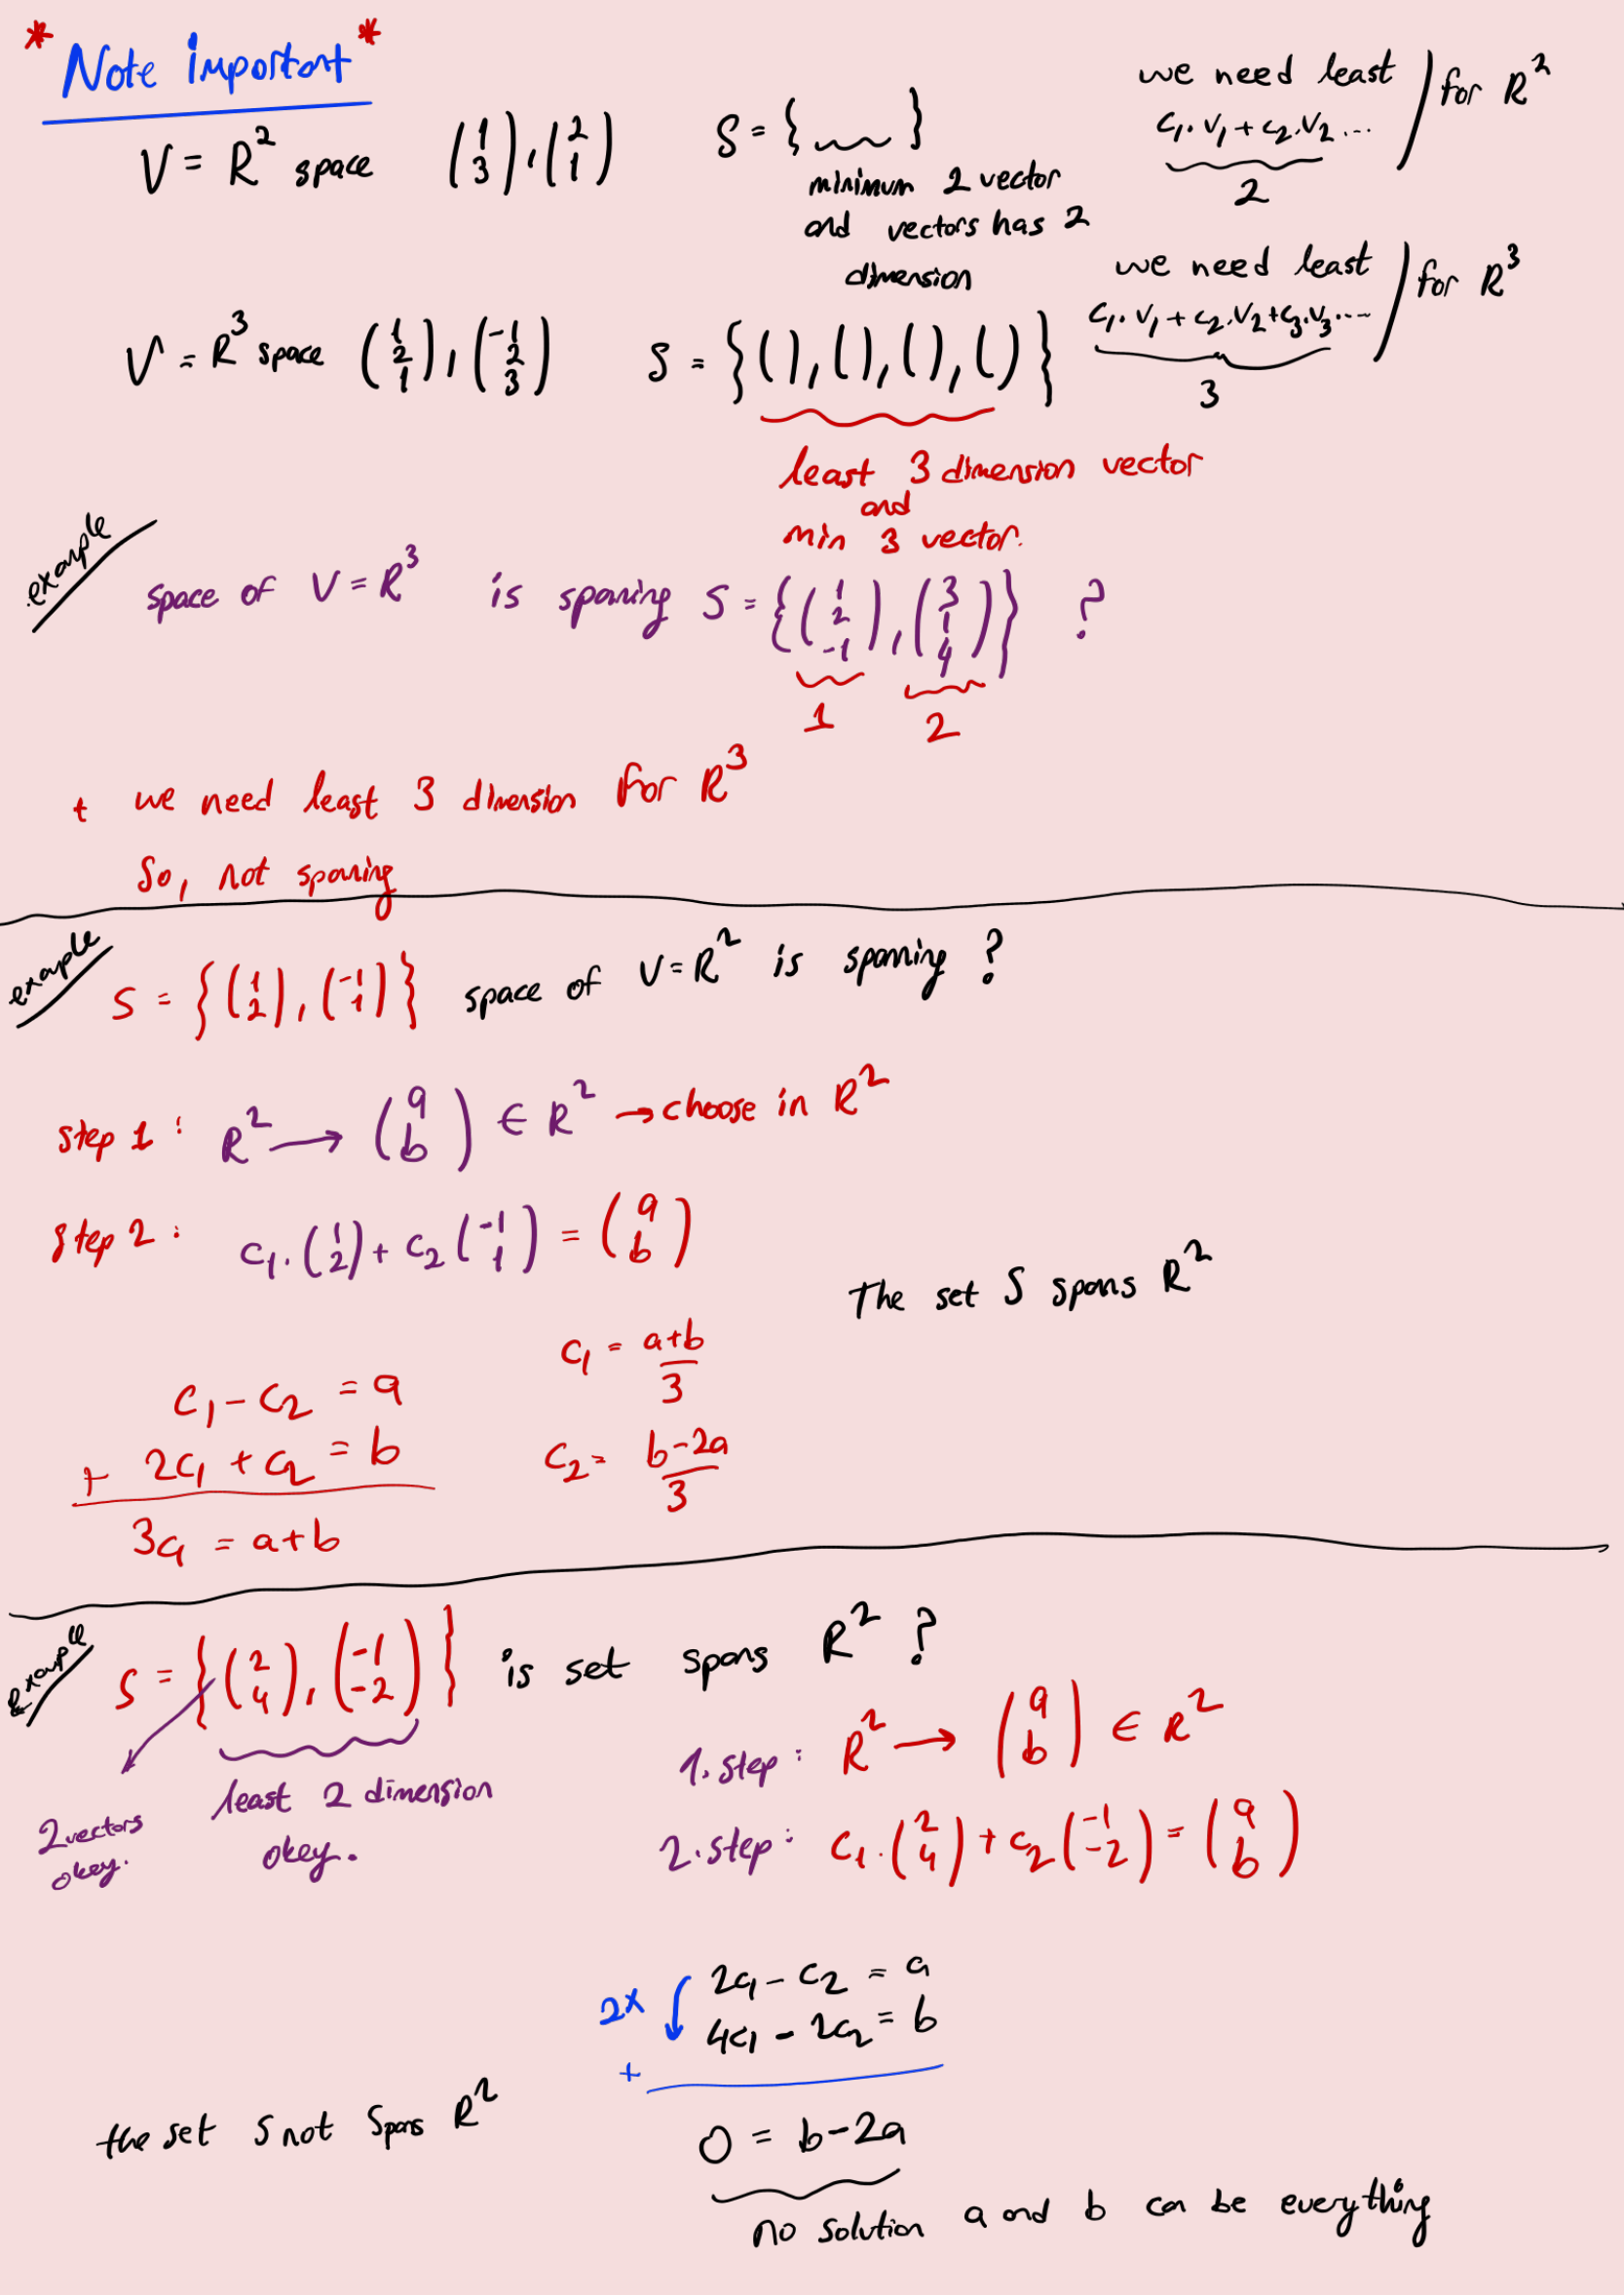 * Note important *
V = R² space (1 3), (2 1) S = { }
minimum 2 vector
and vectors has 2
dimension
we need least
c₁.v₁ + c₂.v₂ ...
2
for R²
V = R³ space (1 2 1), (-1 2 3) S = { ( ), ( ), ( ), ( ) }
we need least
c₁.v₁ + c₂.v₂ + c₃.v₃ ...
3
for R³
least 3 dimension vector
and
min 3 vector.
example
space of V = R³ is spaning S = { (1 2 -1), (3 1 4) } ?
1 2
+ we need least 3 dimension for R³
So, not spaning
example
S = { (1 2), (-1 1) } space of V = R² is spaning ?
step 1 : R² → (a b) ∈ R² → choose in R²
step 2 : c₁.(1 2) + c₂(-1 1) = (a b)
The set S spans R²
c₁ - c₂ = a
+ 2c₁ + c₂ = b
3c₁ = a+b
c₁ = a+b / 3
c₂ = b-2a / 3
example
S = { (2 4), (-1 -2) } is set spans R² ?
2 vectors
okey.
least 2 dimension
okey.
1. step : R² → (a b) ∈ R²
2. step : c₁.(2 4) + c₂(-1 -2) = (a b)
2x
2c₁ - c₂ = a
4c₁ - 2c₂ = b
+
0 = b-2a
the set S not Spans R²
no solution a and b can be everything